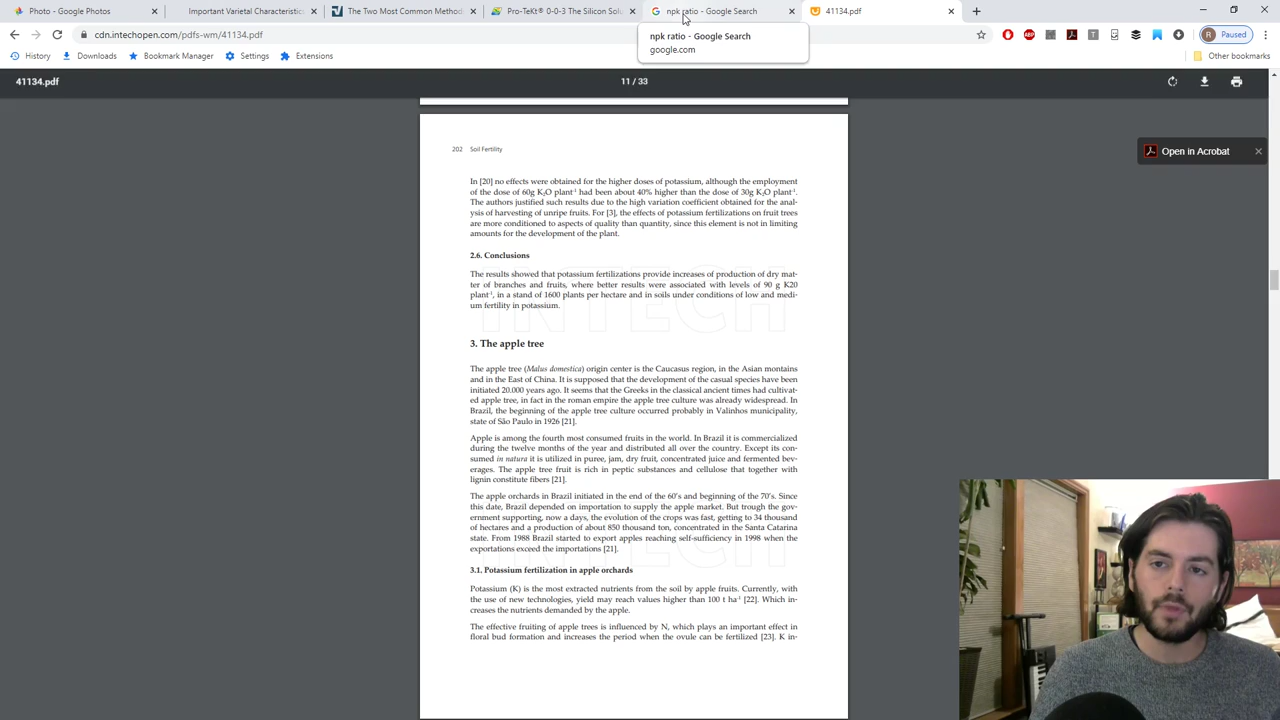 Photo - Google Photos
Important Varietal Characteristi
The Two Most Common Method
Pro-TeKt® 0-0-3 The Silicon Solu
npk ratio - Google Search
41134.pdf
cdn.intechopen.com/pdfs-wm/41134.pdf
npk ratio - Google Search
google.com
ABP
R Paused
History
Downloads
Bookmark Manager
Settings
Extensions
Other bookmarks
41134.pdf
11 / 33
Open in Acrobat
202 Soil Fertility
In [20] no effects were obtained for the higher doses of potassium, although the employment
of the dose of 60g K2O plant-1 had been about 40% higher than the dose of 30g K2O plant-1.
The authors justified such results due to the high variation coefficient obtained for the anal-
ysis of harvesting of unripe fruits. For [3], the effects of potassium fertilizations on fruit trees
are more conditioned to aspects of quality than quantity, since this element is not in limiting
amounts for the development of the plant.
2.6. Conclusions
The results showed that potassium fertilizations provide increases of production of dry mat-
ter of branches and fruits, where better results were associated with levels of 90 g K20
plant-1, in a stand of 1600 plants per hectare and in soils under conditions of low and medi-
um fertility in potassium.
INTECH
3. The apple tree
The apple tree (Malus domestica) origin center is the Caucasus region, in the Asian montains
and in the East of China. It is supposed that the development of the casual species have been
initiated 20.000 years ago. It seems that the Greeks in the classical ancient times had cultivat-
ed apple tree, in fact in the roman empire the apple tree culture was already widespread. In
Brazil, the beginning of the apple tree culture occurred probably in Valinhos municipality,
state of São Paulo in 1926 [21].
Apple is among the fourth most consumed fruits in the world. In Brazil it is commercialized
during the twelve months of the year and distributed all over the country. Except its con-
sumed in natura it is utilized in puree, jam, dry fruit, concentrated juice and fermented bev-
erages. The apple tree fruit is rich in peptic substances and cellulose that together with
lignin constitute fibers [21].
The apple orchards in Brazil initiated in the end of the 60's and beginning of the 70's. Since
this date, Brazil depended on importation to supply the apple market. But trough the gov-
ernment supporting, now a days, the evolution of the crops was fast, getting to 34 thousand
of hectares and a production of about 850 thousand ton, concentrated in the Santa Catarina
state. From 1988 Brazil started to export apples reaching self-sufficiency in 1998 when the
exportations exceed the importations [21].
3.1. Potassium fertilization in apple orchards
Potassium (K) is the most extracted nutrients from the soil by apple fruits. Currently, with
the use of new technologies, yield may reach values higher than 100 t ha-1 [22]. Which in-
creases the nutrients demanded by the apple.
The effective fruiting of apple trees is influenced by N, which plays an important effect in
floral bud formation and increases the period when the ovule can be fertilized [23]. K in-